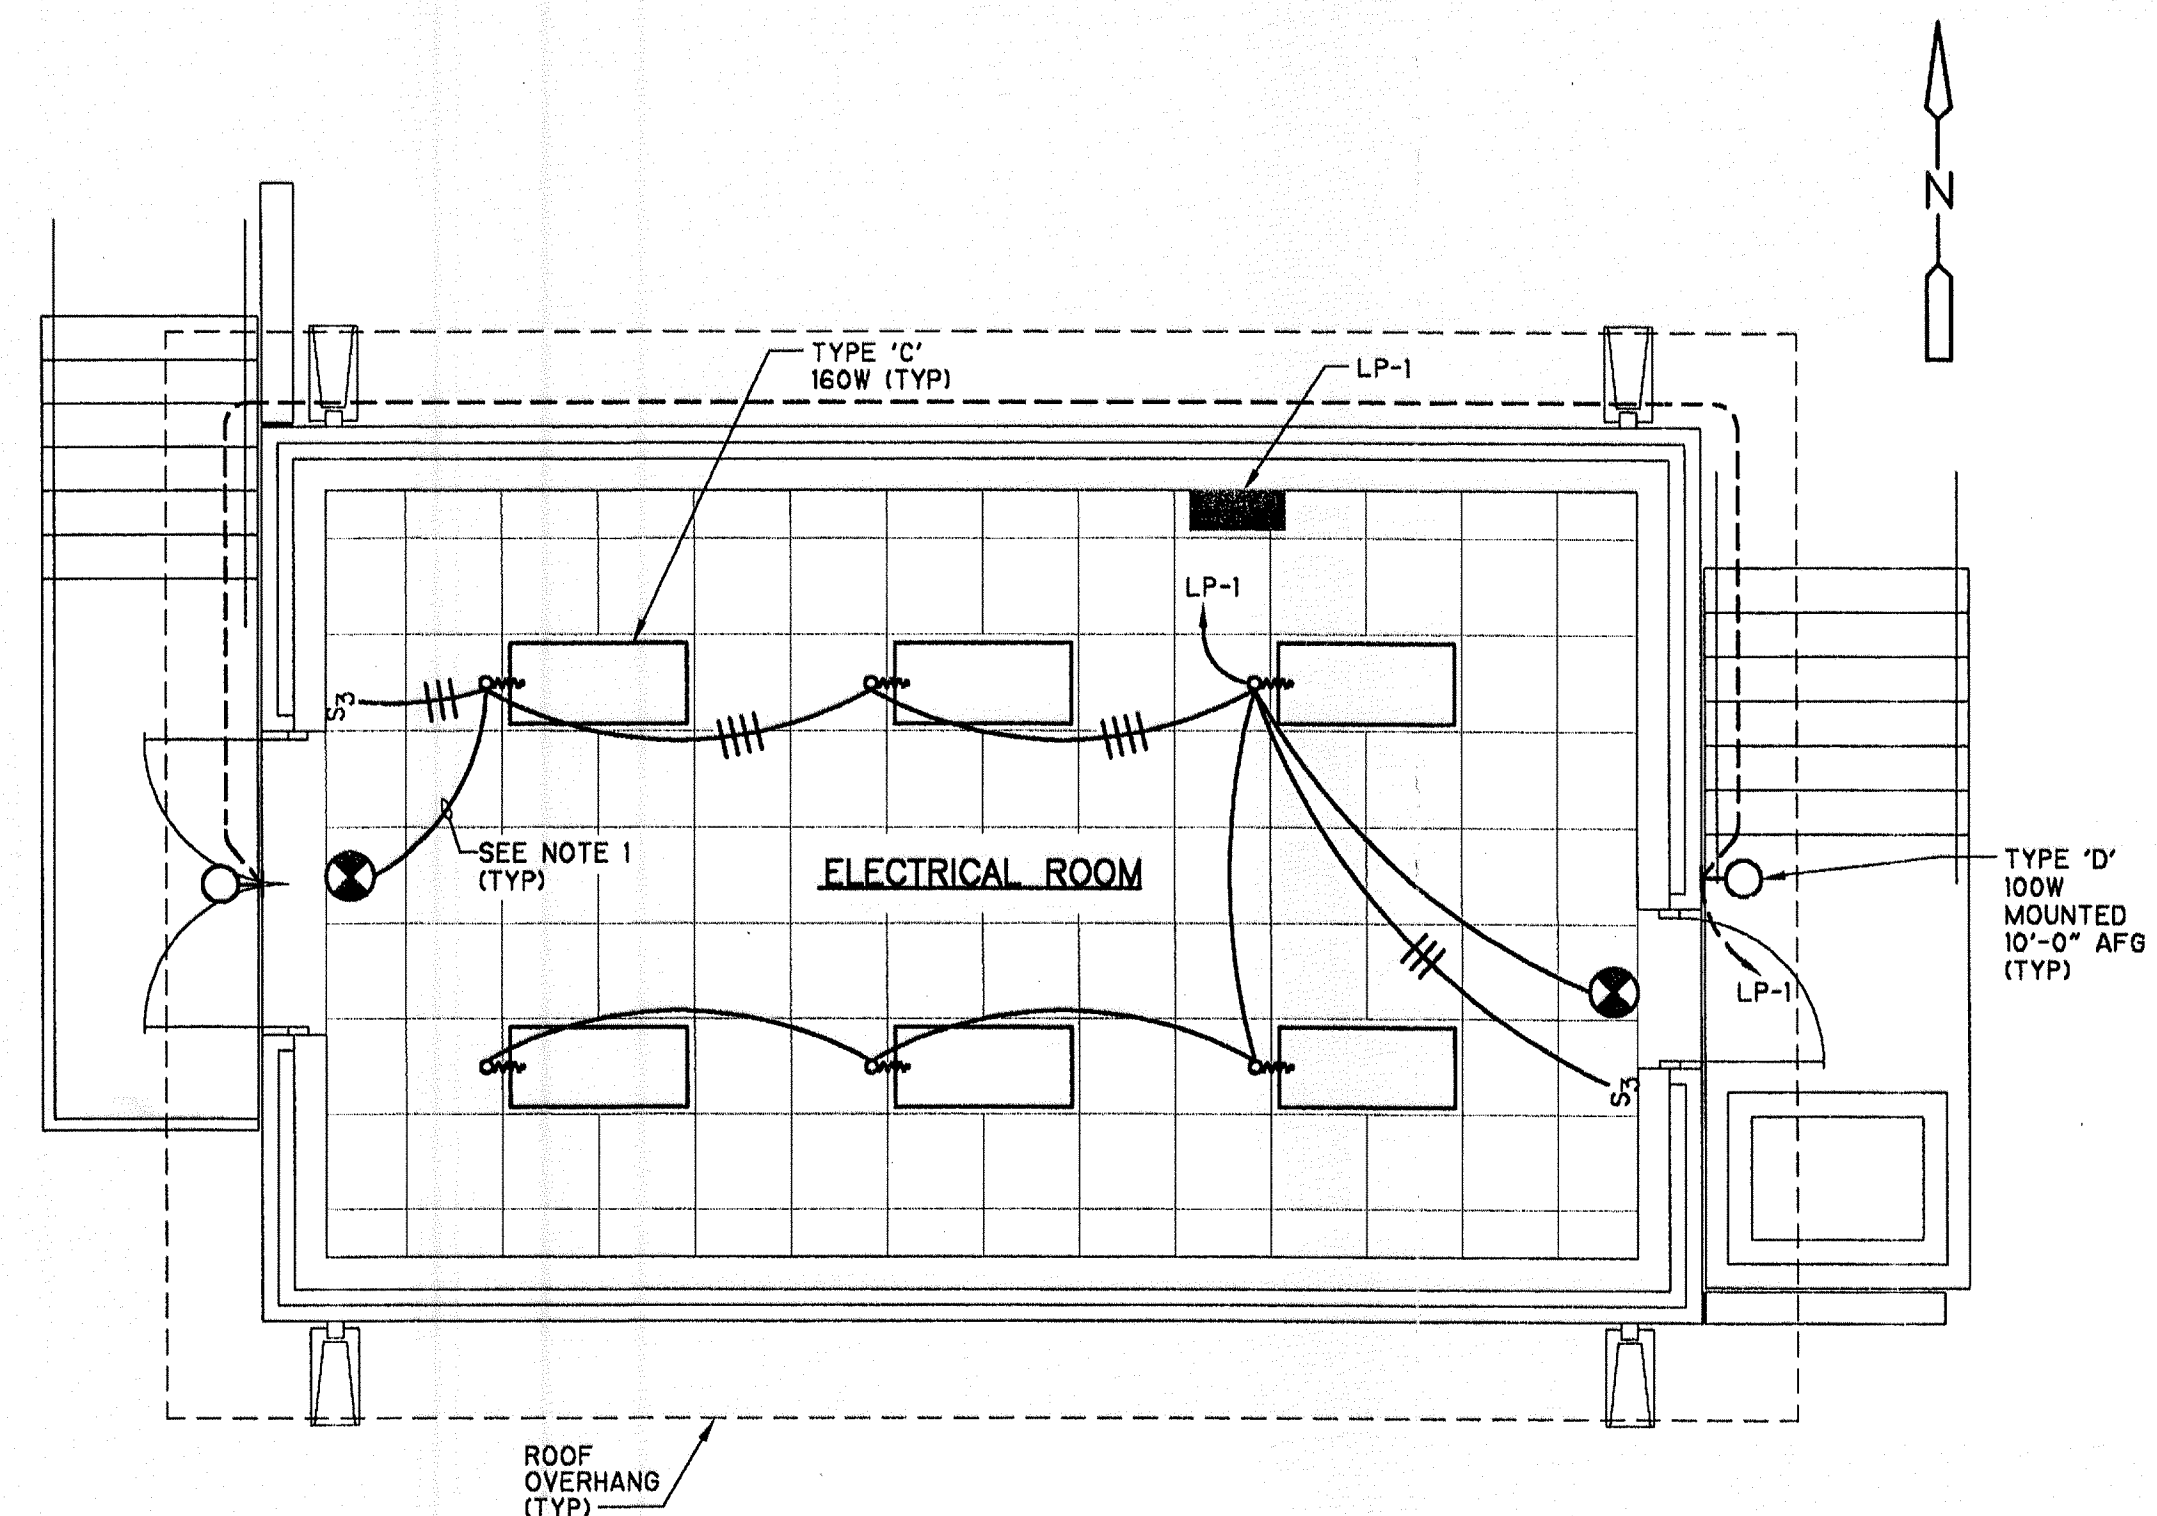 N
TYPE 'C'
160W (TYP)
LP-1
LP-1
S3
SEE NOTE 1
(TYP)
ELECTRICAL ROOM
TYPE 'D'
100W
MOUNTED
10'-0" AFG
(TYP)
LP-1
S3
ROOF
OVERHANG
(TYP)